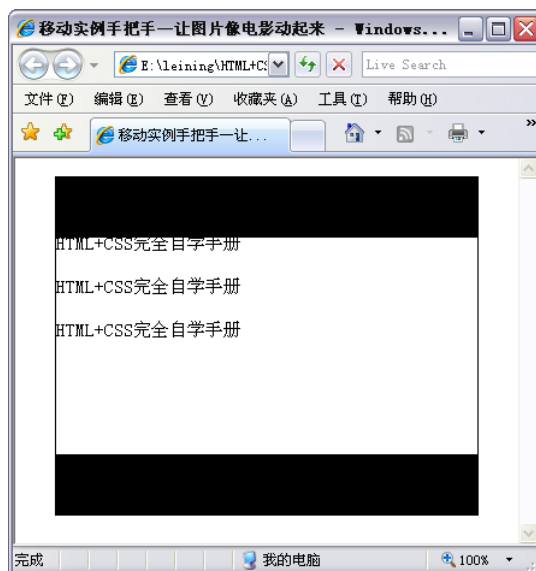 移动实例手把手—让图片像电影动起来 - Windows...
E:\leining\HTML+CS
Live Search
文件(F) 编辑(E) 查看(V) 收藏夹(A) 工具(T) 帮助(H)
移动实例手把手—让...
HTML+CSS完全自学手册
HTML+CSS完全自学手册
HTML+CSS完全自学手册
完成 我的电脑 100%